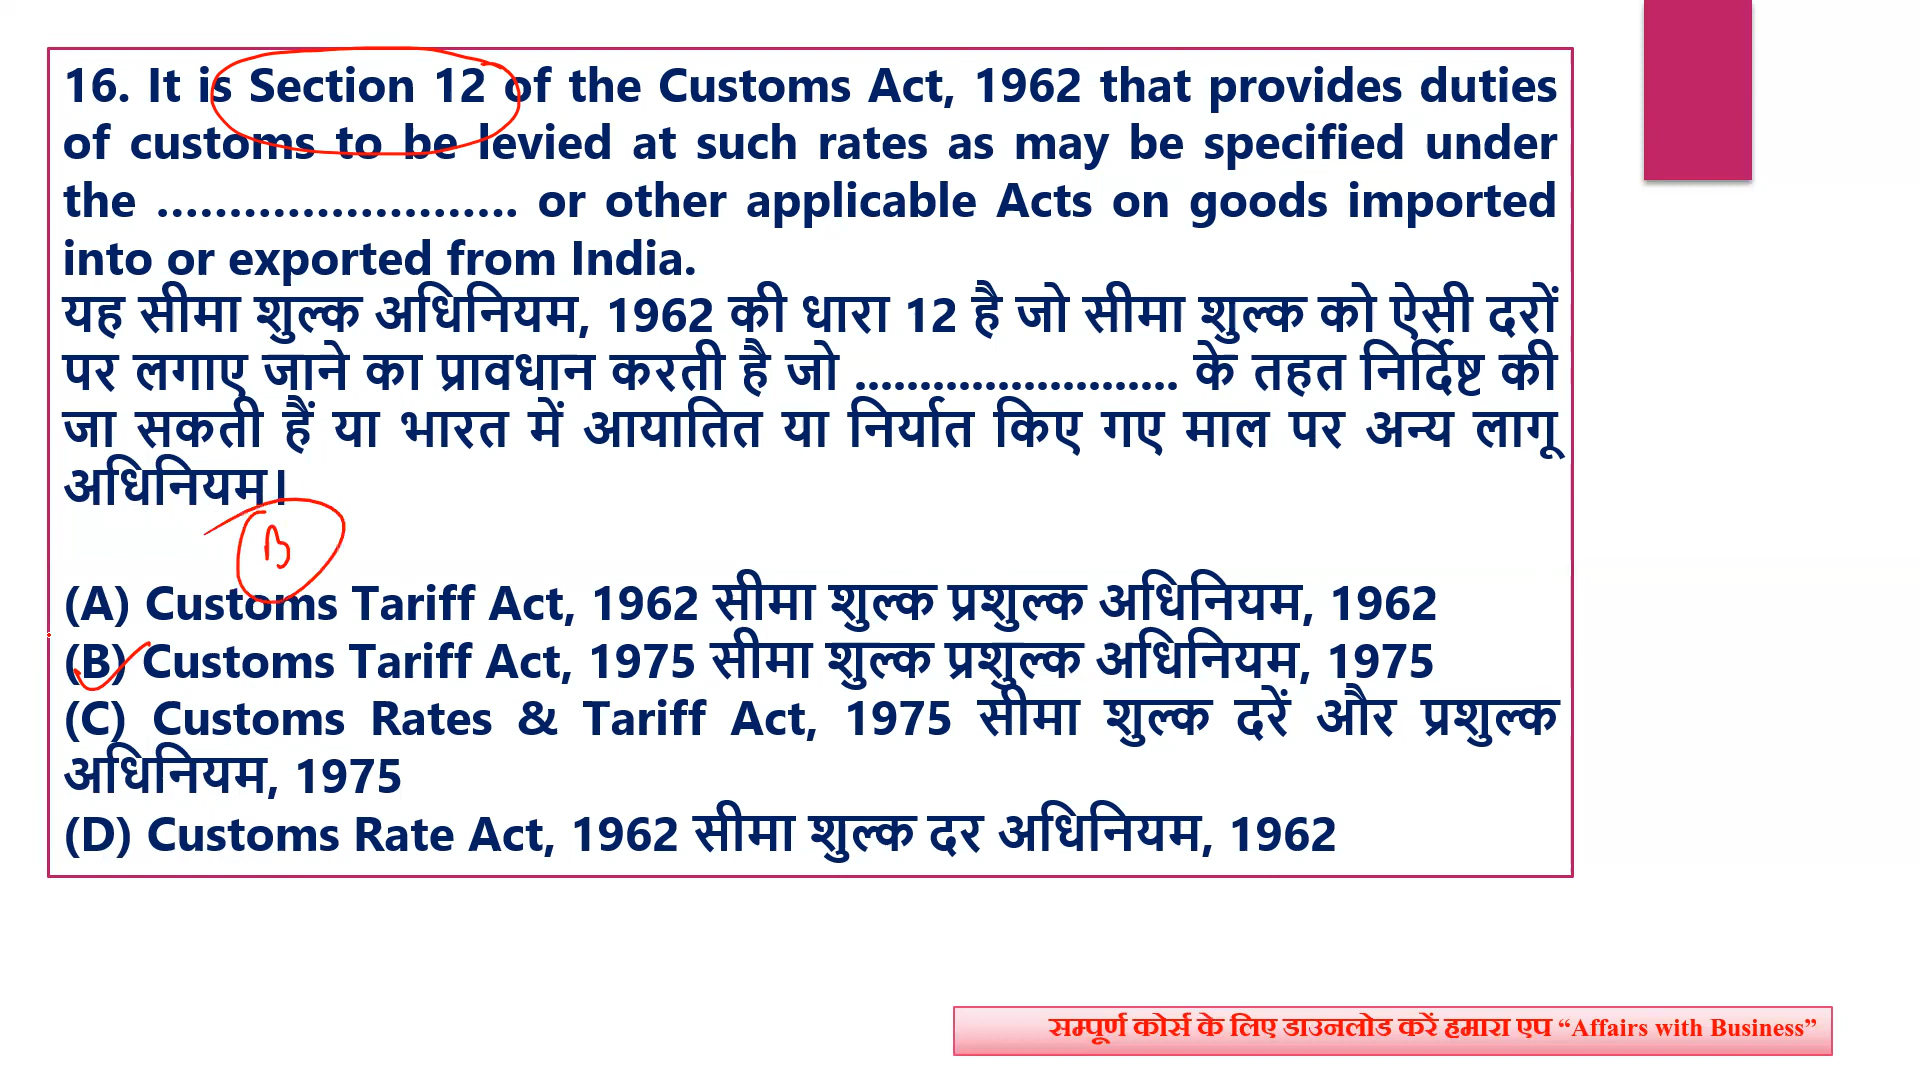 16. It is Section 12 of the Customs Act, 1962 that provides duties
of customs to be levied at such rates as may be specified under
the ......................... or other applicable Acts on goods imported
into or exported from India.
यह सीमा शुल्क अधिनियम, 1962 की धारा 12 है जो सीमा शुल्क को ऐसी दरों
पर लगाए जाने का प्रावधान करती है जो ......................... के तहत निर्दिष्ट की
जा सकती हैं या भारत में आयातित या निर्यात किए गए माल पर अन्य लागू
अधिनियम।
B
(A) Customs Tariff Act, 1962 सीमा शुल्क प्रशुल्क अधिनियम, 1962
(B) Customs Tariff Act, 1975 सीमा शुल्क प्रशुल्क अधिनियम, 1975
(C) Customs Rates & Tariff Act, 1975 सीमा शुल्क दरें और प्रशुल्क
अधिनियम, 1975
(D) Customs Rate Act, 1962 सीमा शुल्क दर अधिनियम, 1962
सम्पूर्ण कोर्स के लिए डाउनलोड करें हमारा एप “Affairs with Business”